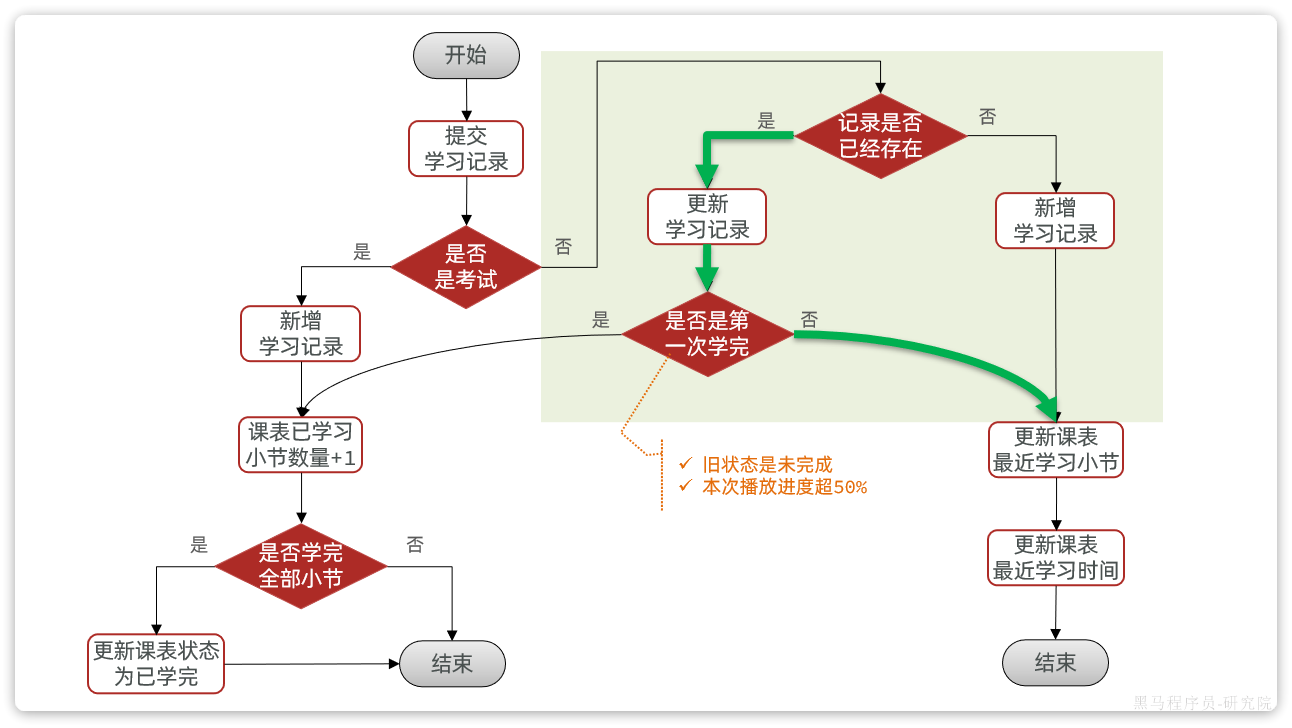 开始
提交
学习记录
是否
是考试
是
否
新增
学习记录
记录是否
已经存在
是
否
更新
学习记录
新增
学习记录
是否是第
一次学完
是
否
旧状态是未完成
本次播放进度超50%
课表已学习
小节数量+1
是否学完
全部小节
是
否
更新课表状态
为已学完
结束
更新课表
最近学习小节
更新课表
最近学习时间
结束
黑马程序员-研究院